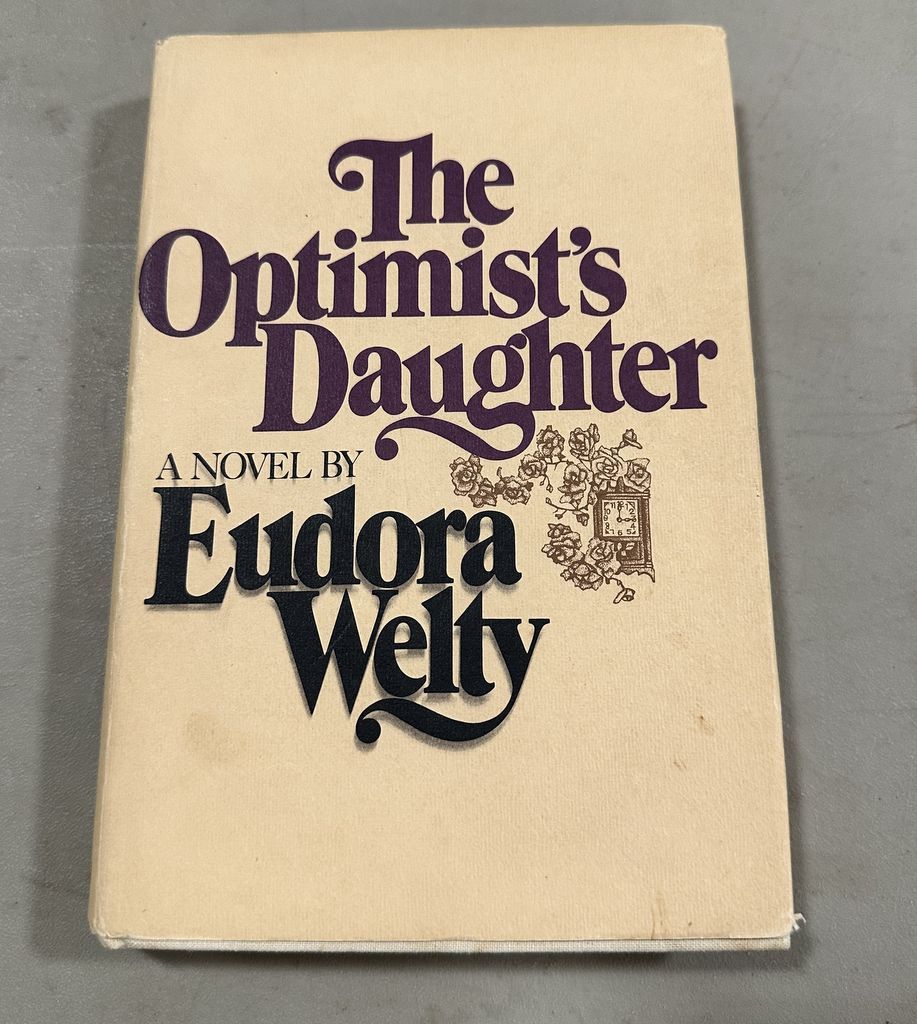 The
Optimist's
Daughter
A NOVEL BY
Eudora
Welty